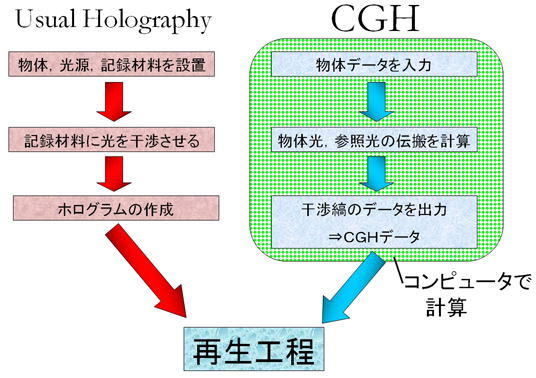 Usual Holography
物体，光源，記録材料を設置
記録材料に光を干渉させる
ホログラムの作成
CGH
物体データを入力
物体光，参照光の伝搬を計算
干渉縞のデータを出力
⇒CGHデータ
コンピュータで
計算
再生工程